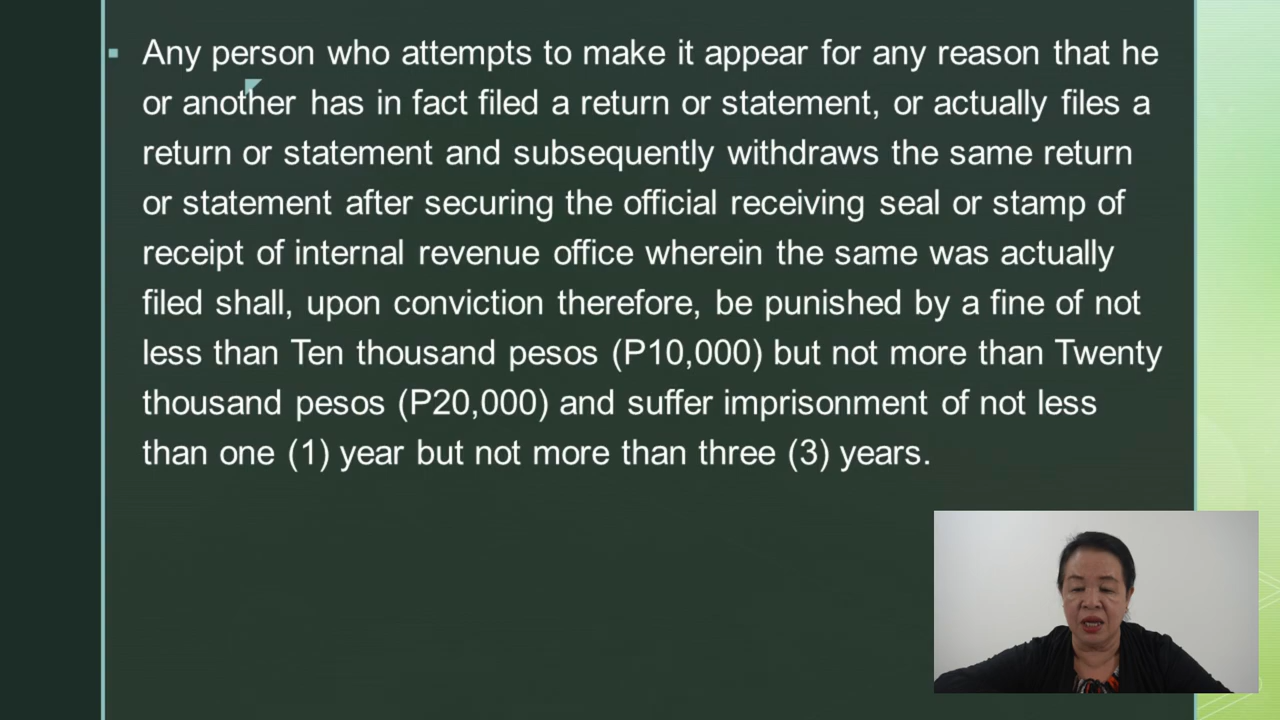 Any person who attempts to make it appear for any reason that he
or another has in fact filed a return or statement, or actually files a
return or statement and subsequently withdraws the same return
or statement after securing the official receiving seal or stamp of
receipt of internal revenue office wherein the same was actually
filed shall, upon conviction therefore, be punished by a fine of not
less than Ten thousand pesos (P10,000) but not more than Twenty
thousand pesos (P20,000) and suffer imprisonment of not less
than one (1) year but not more than three (3) years.